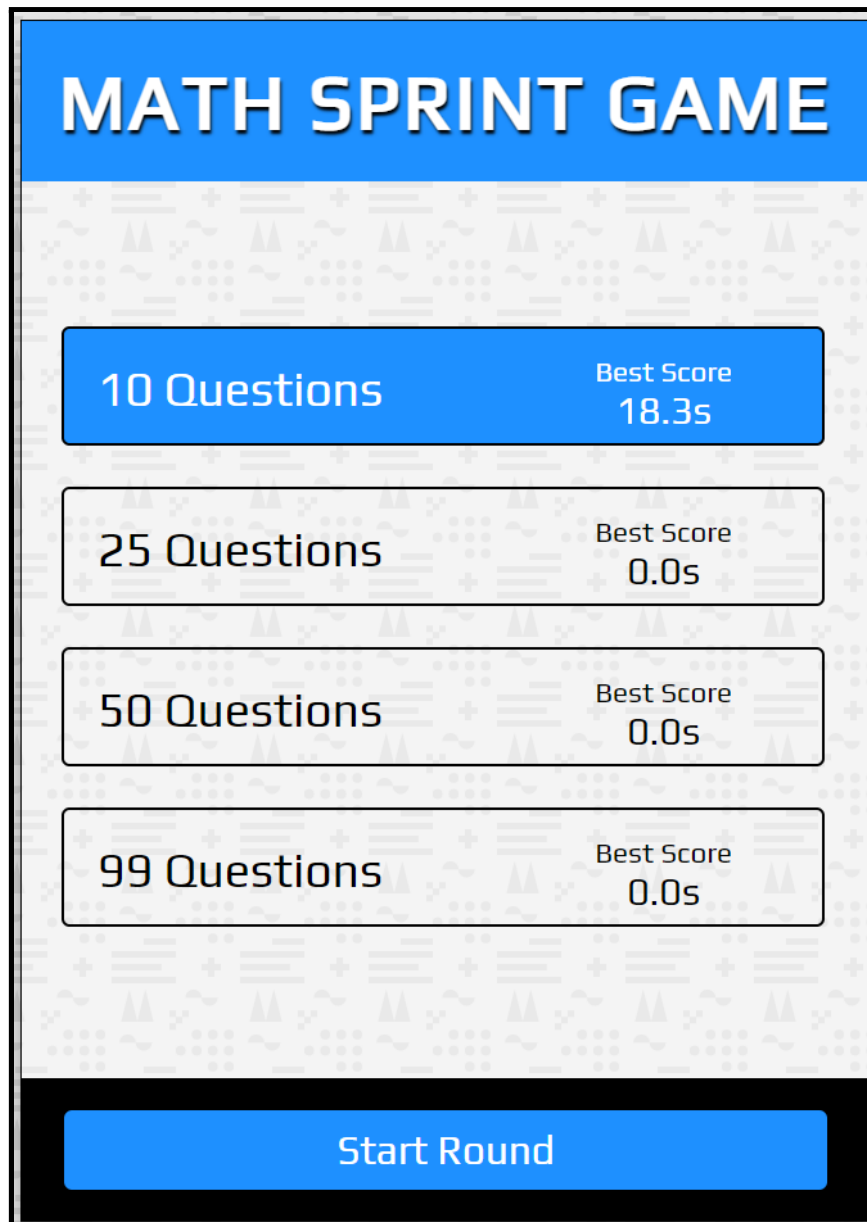 MATH SPRINT GAME
10 Questions
Best Score
18.3s
25 Questions
Best Score
0.0s
50 Questions
Best Score
0.0s
99 Questions
Best Score
0.0s
Start Round